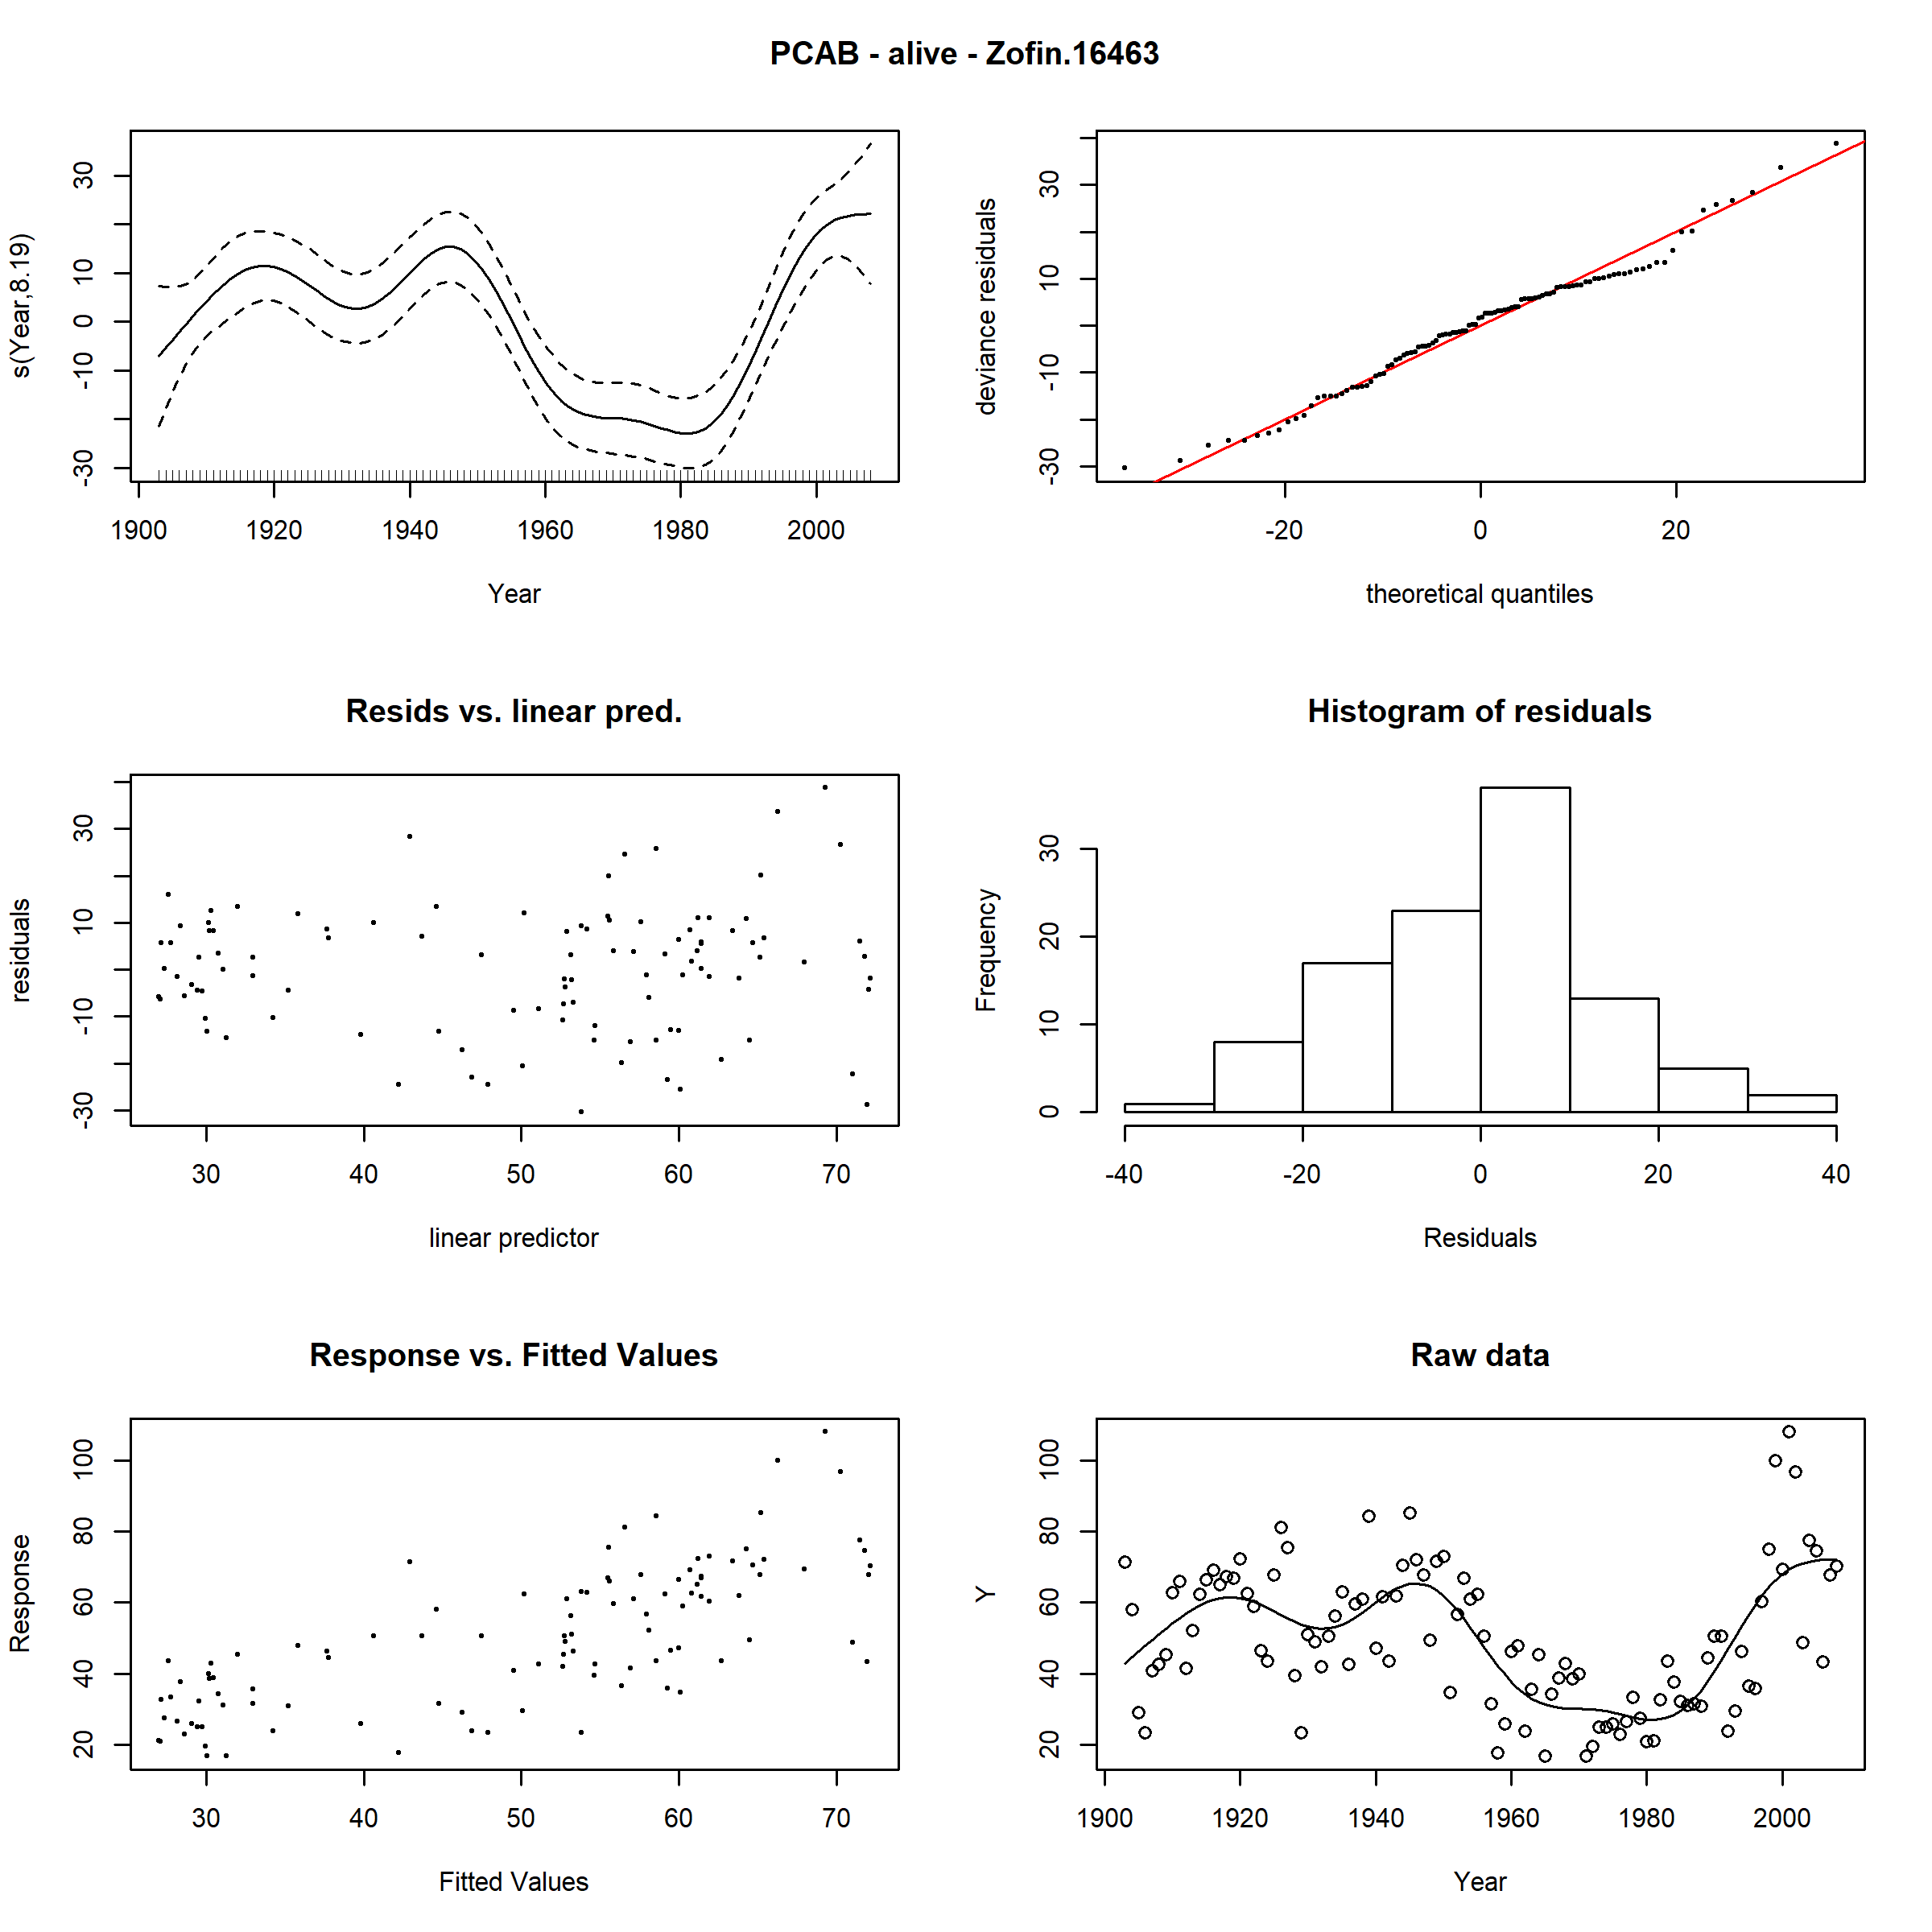 PCAB - alive - Zofin.16463
s(Year,8.19)
30
10
0
-10
-30
1900 1920 1940 1960 1980 2000
Year
deviance residuals
30
10
-10
-30
-20 0 20
theoretical quantiles
Resids vs. linear pred.
residuals
30
10
-10
-30
30 40 50 60 70
linear predictor
Histogram of residuals
Frequency
30
20
10
0
-40 -20 0 20 40
Residuals
Response vs. Fitted Values
Response
100
80
60
40
20
30 40 50 60 70
Fitted Values
Raw data
Y
100
80
60
40
20
1900 1920 1940 1960 1980 2000
Year